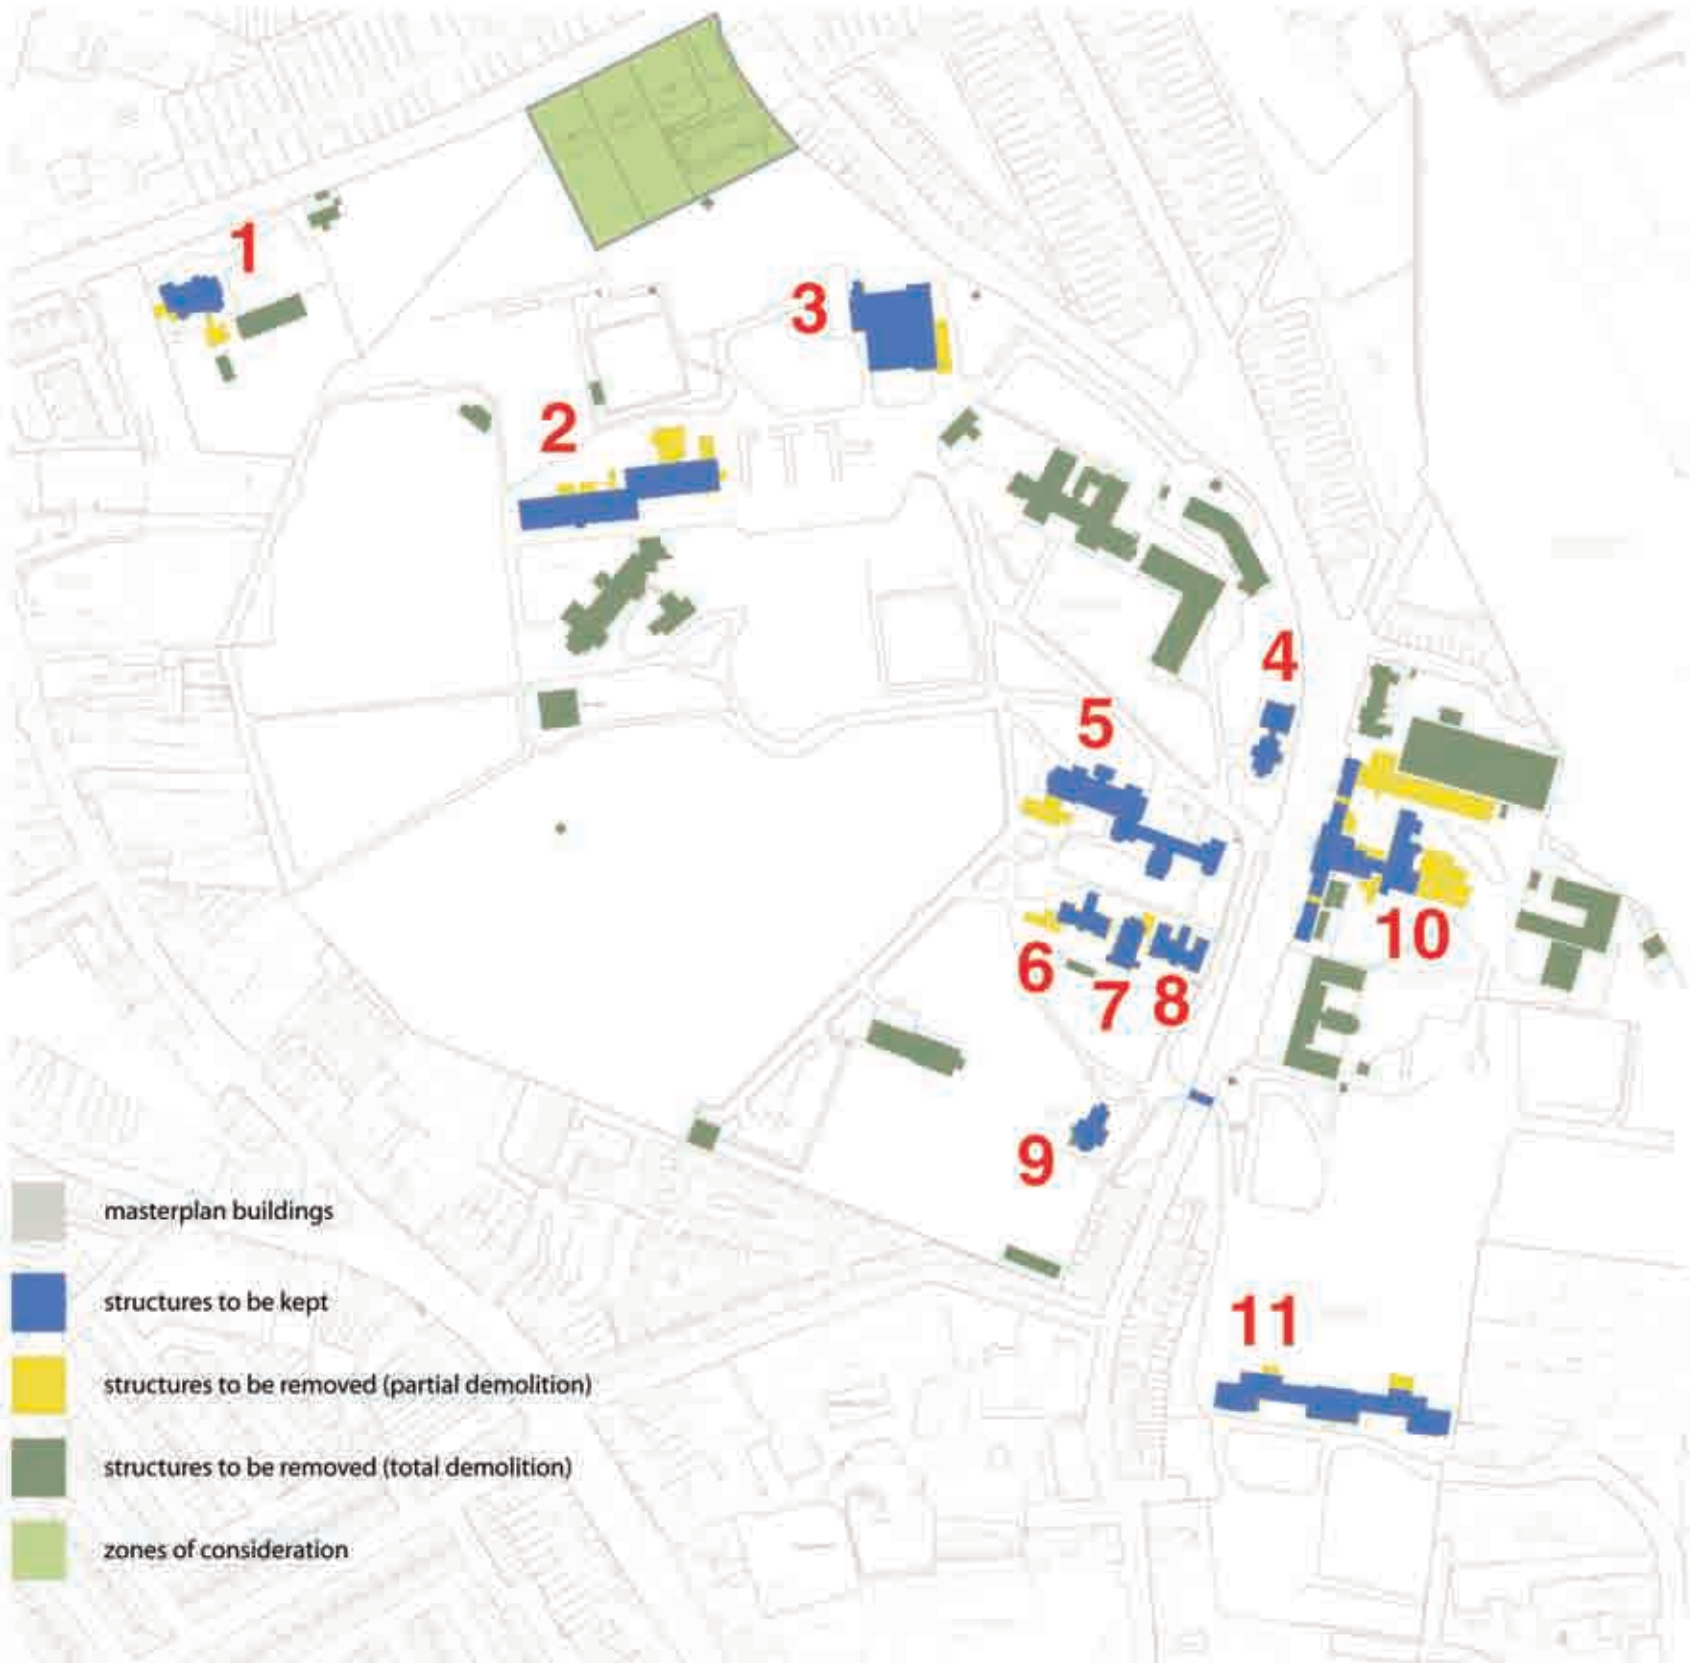 1
3
2
4
5
10
6
7
8
9
masterplan buildings
structures to be kept
11
structures to be removed (partial demolition)
structures to be removed (total demolition)
zones of consideration